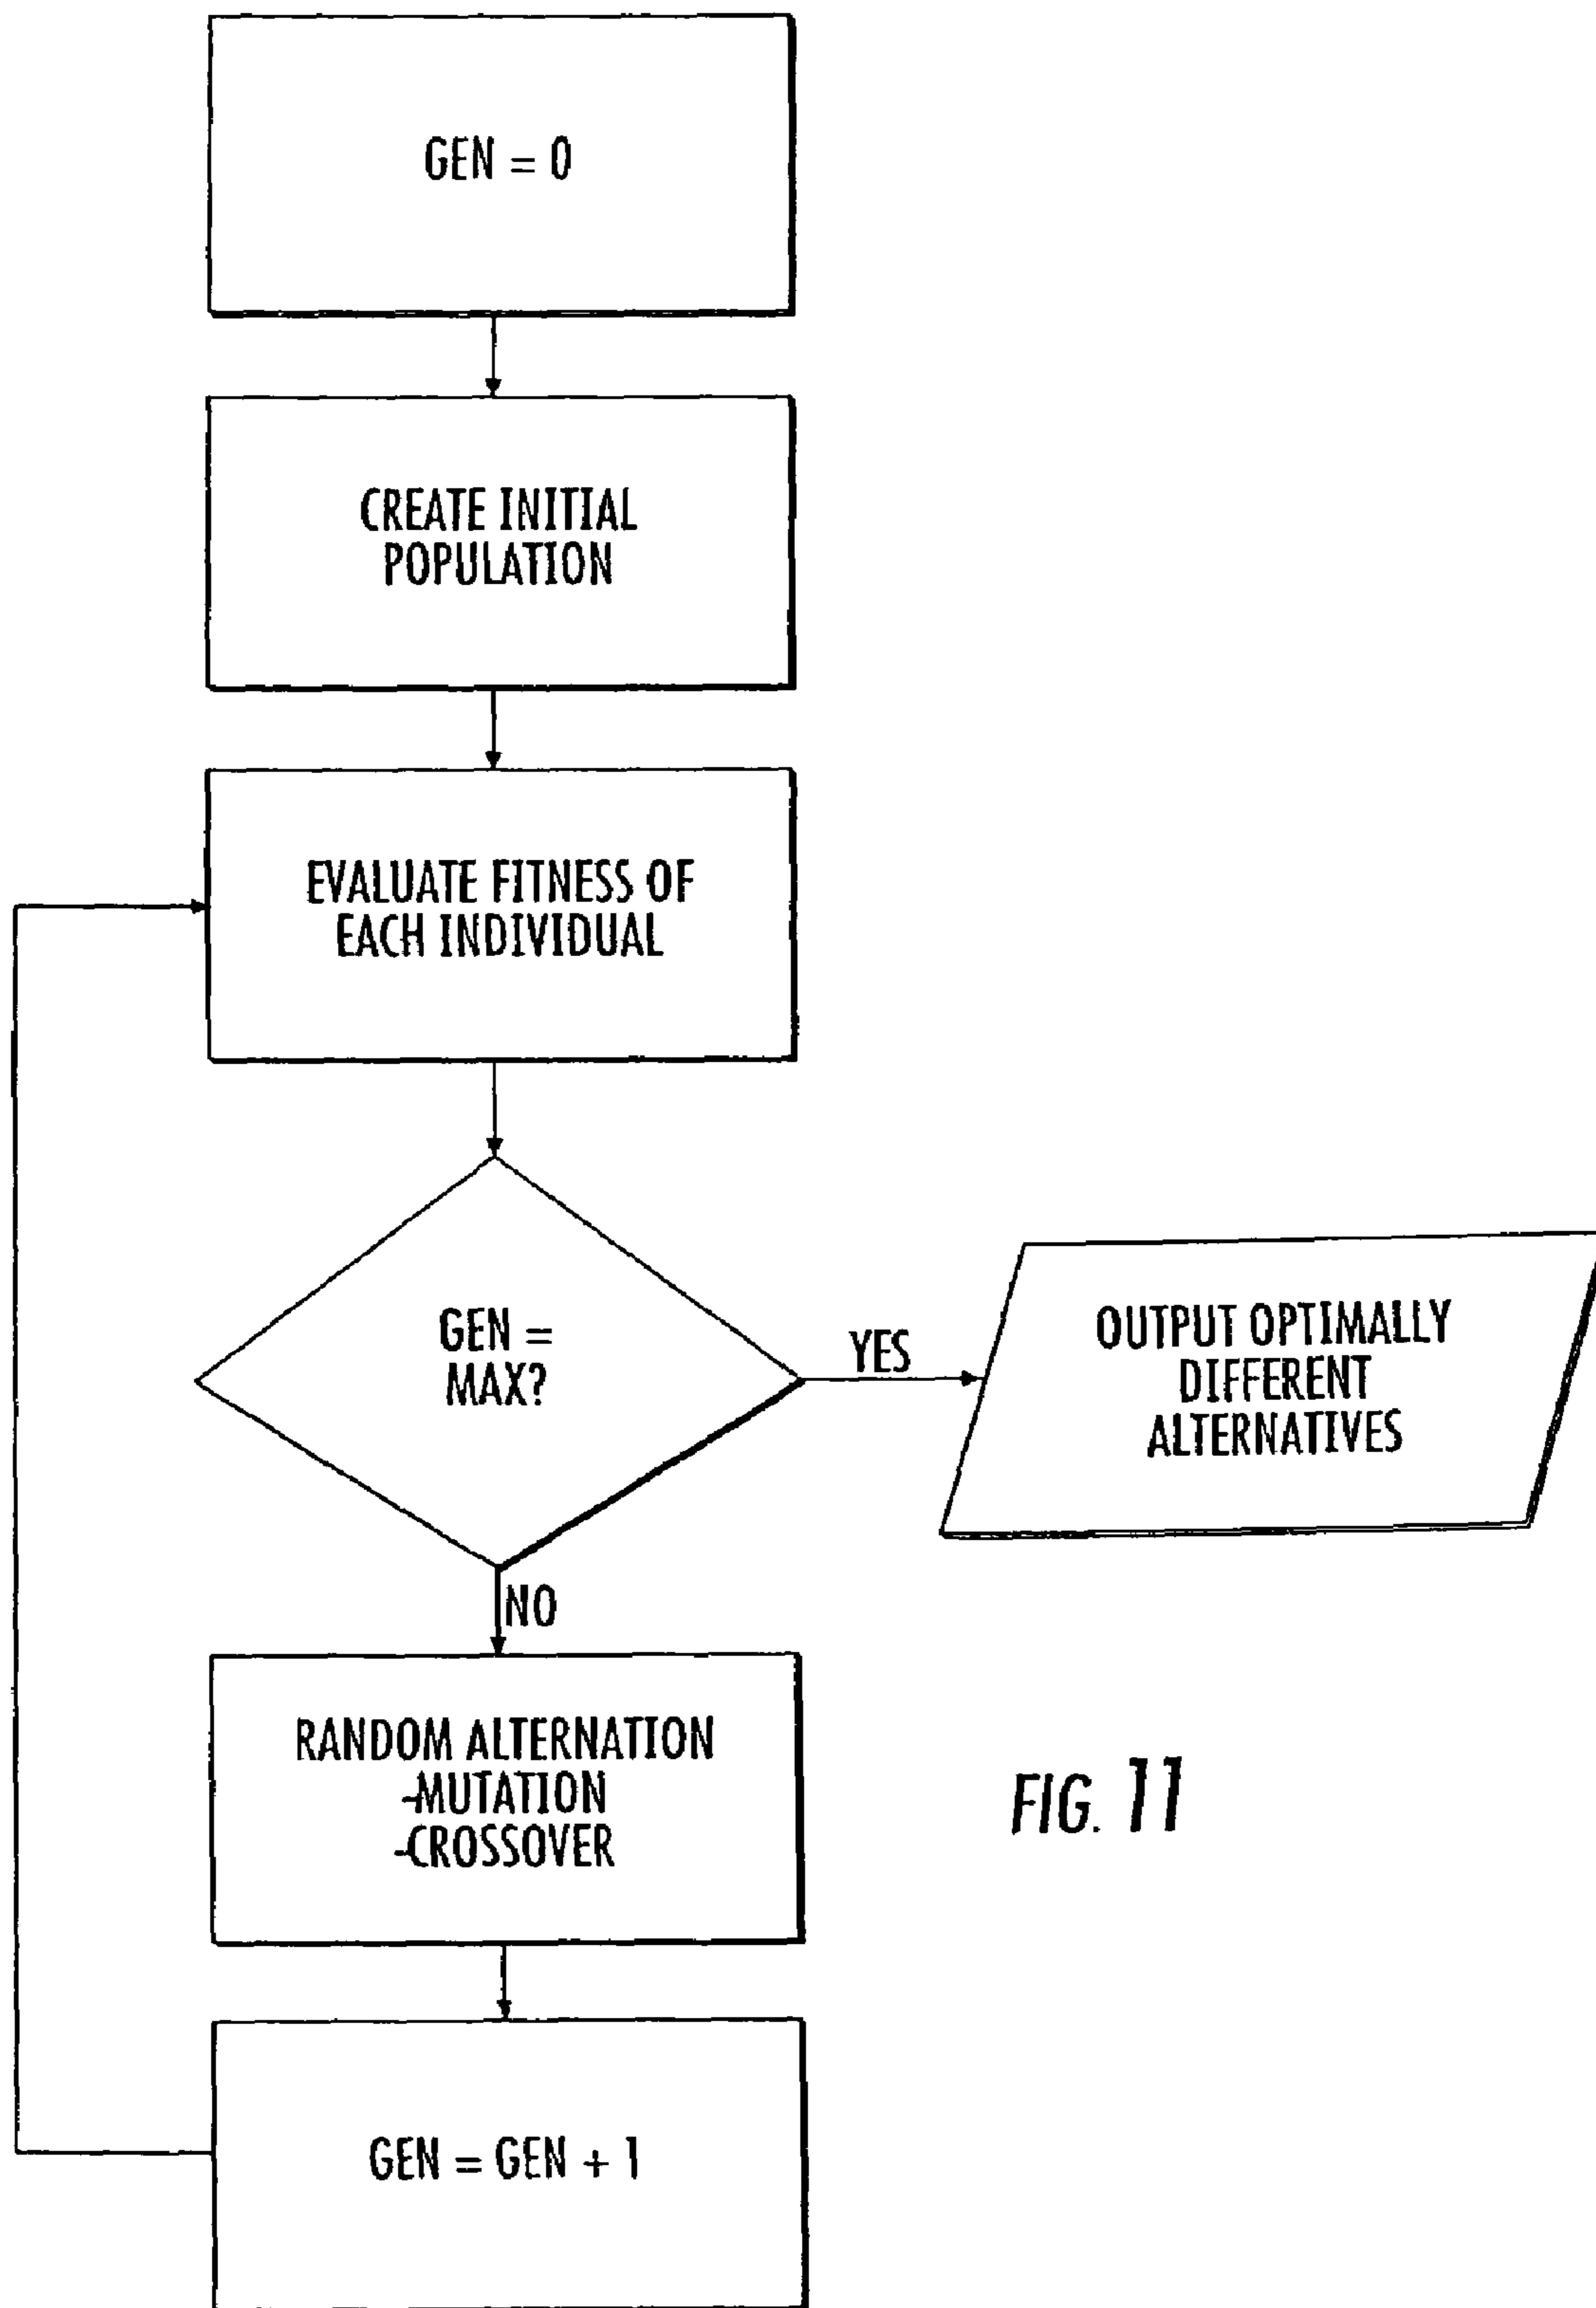 GEN = 0
CREATE INITIAL
POPULATION
EVALUATE FITNESS OF
EACH INDIVIDUAL
GEN =
MAX?
YES
OUTPUT OPTIMALLY
DIFFERENT
ALTERNATIVES
NO
RANDOM ALTERNATION
-MUTATION
-CROSSOVER
FIG. 11
GEN = GEN + 1